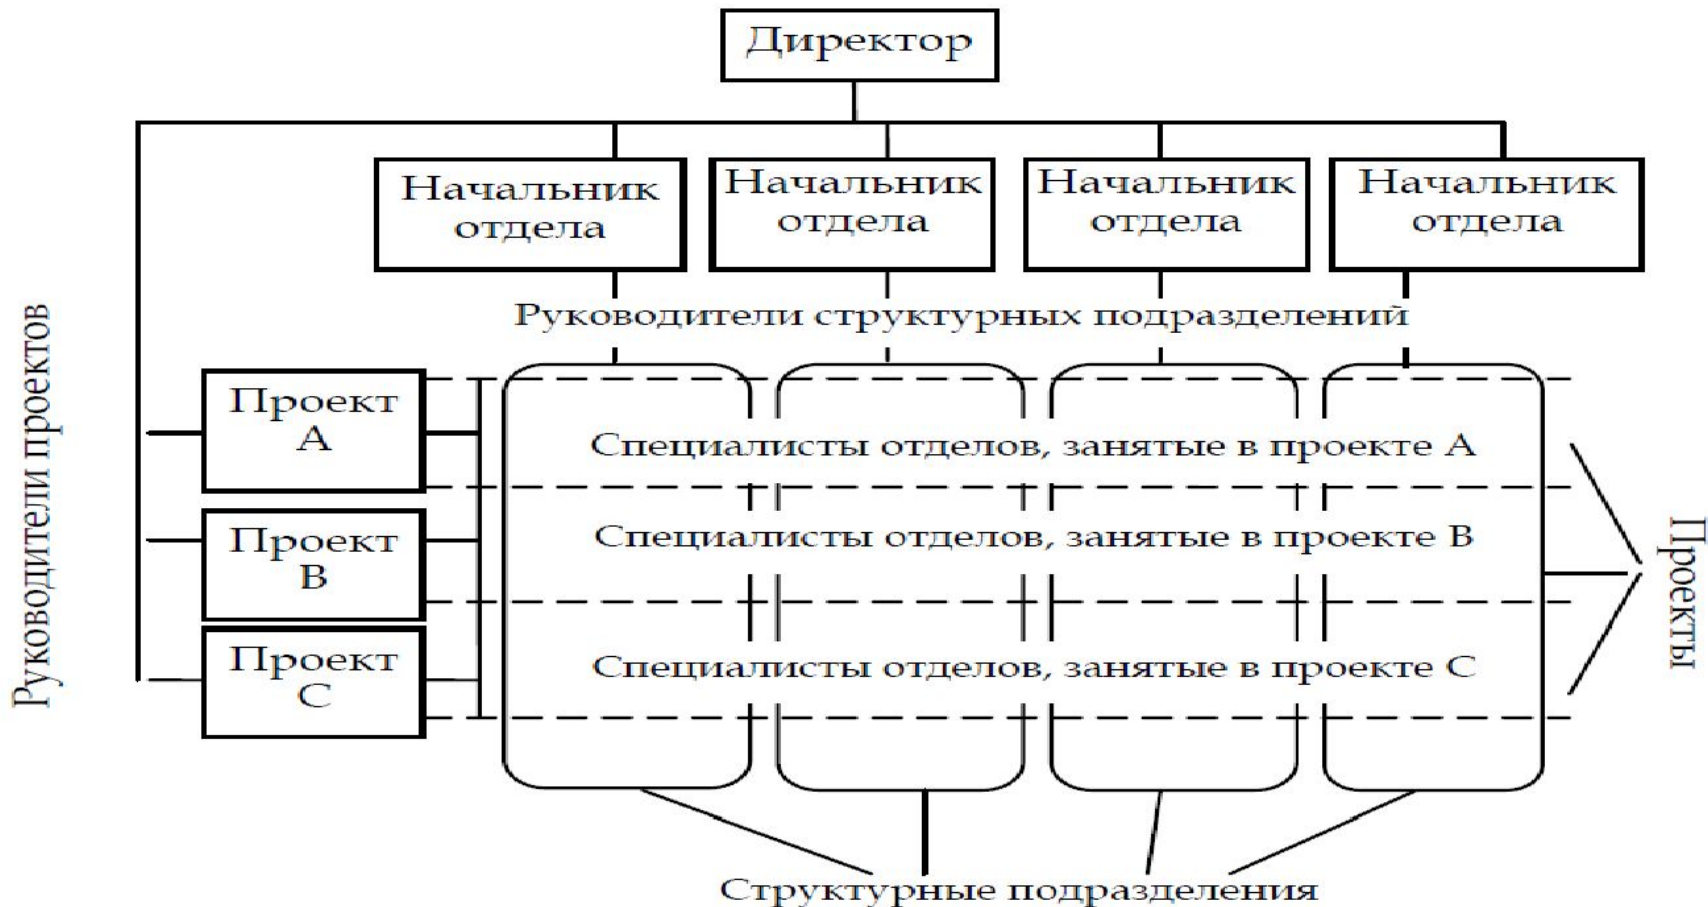 Директор
Начальник
отдела
Начальник
отдела
Начальник
отдела
Начальник
отдела
Руководители структурных подразделений
Руководители проектов
Проект
А
Специалисты отделов, занятые в проекте А
Проект
В
Специалисты отделов, занятые в проекте В
Проект
С
Специалисты отделов, занятые в проекте С
Проекты
Структурные подразделения